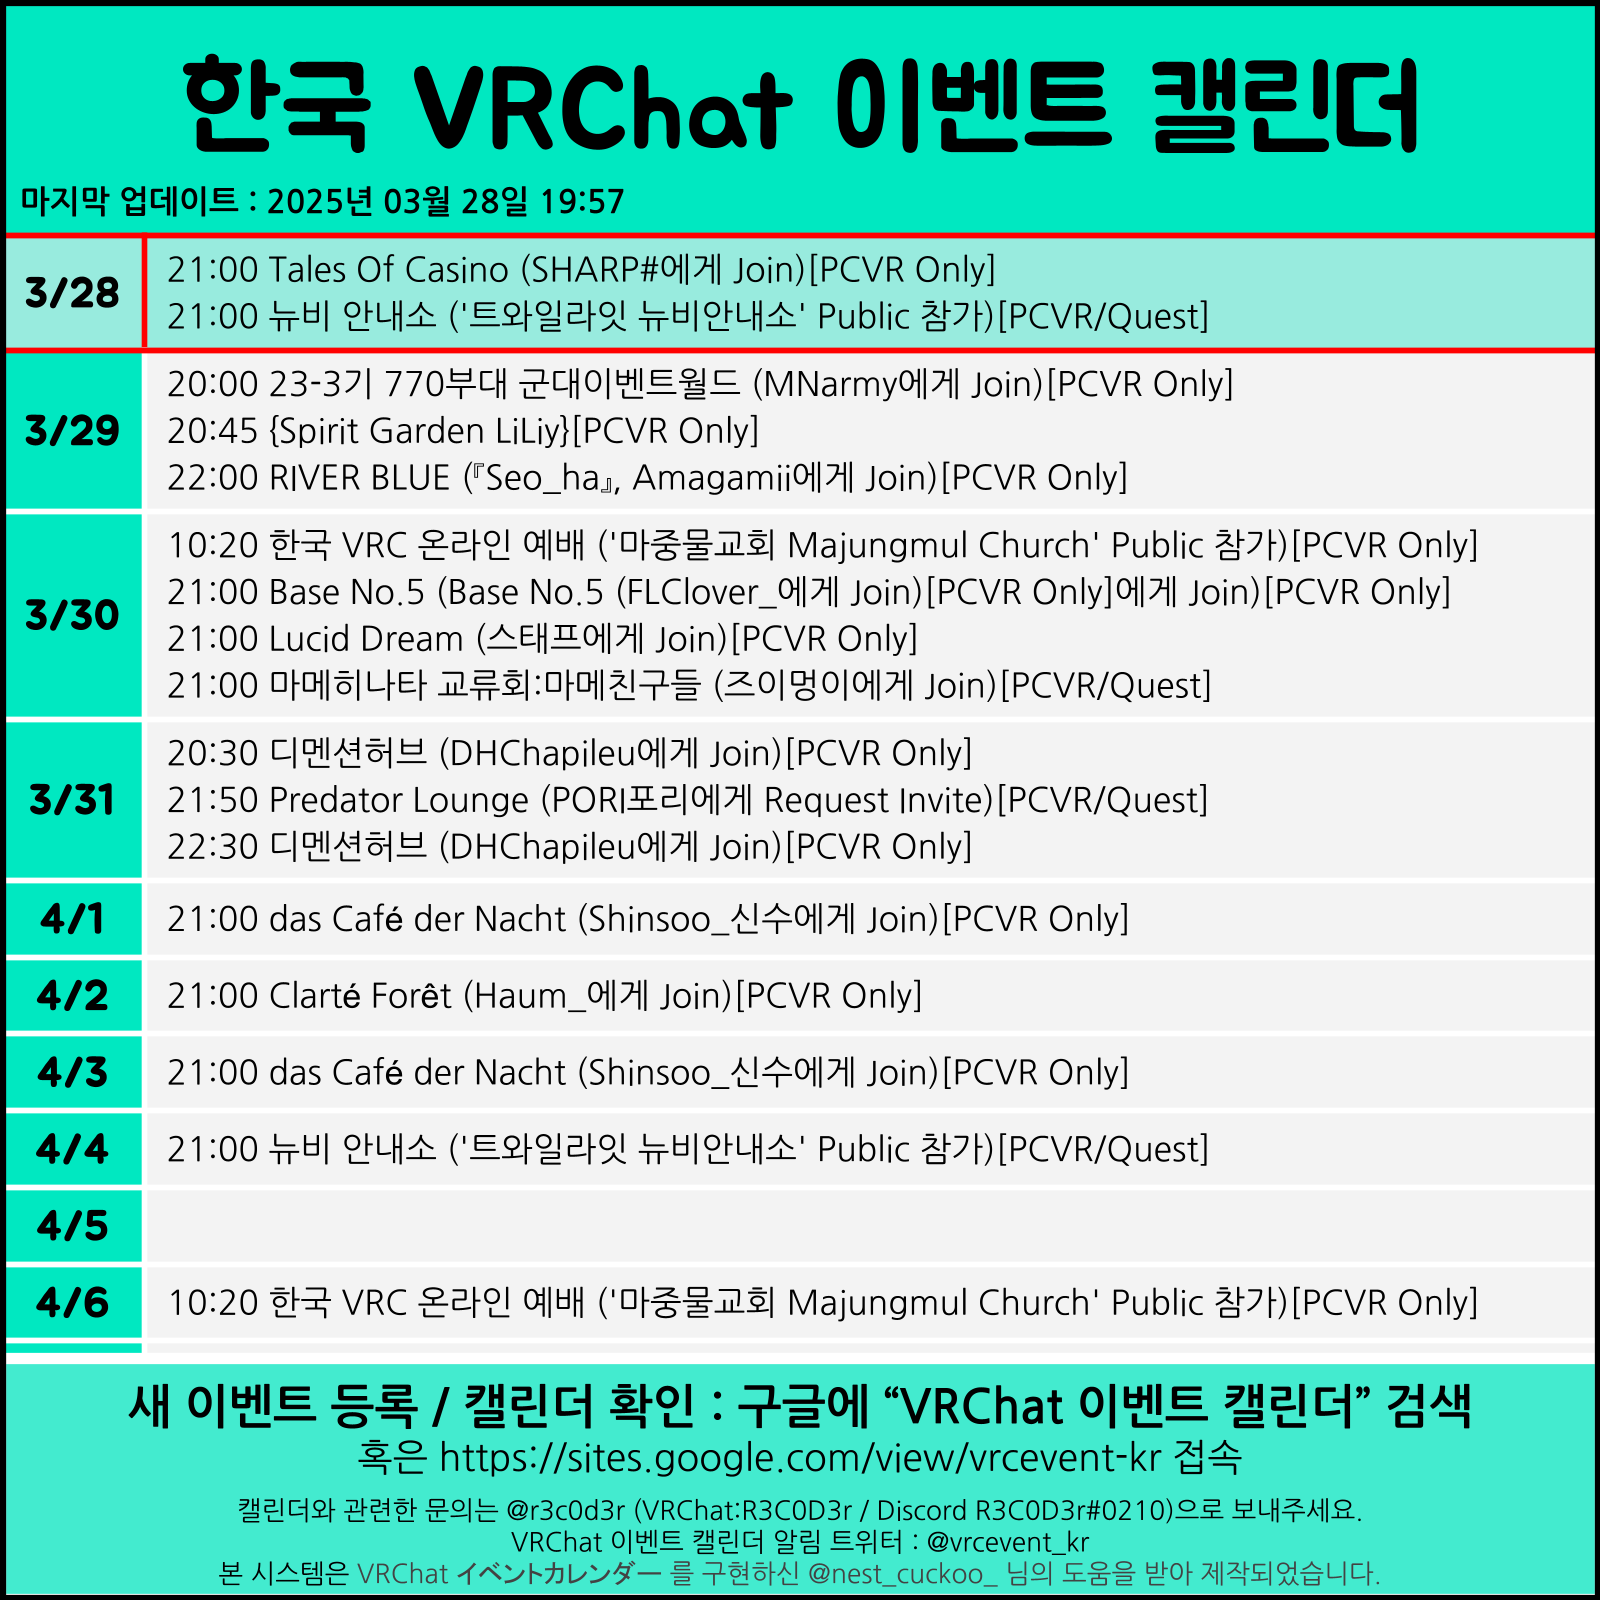 한국 VRChat 이벤트 캘린더
마지막 업데이트 : 2025년 03월 28일 19:57
3/28
21:00 Tales Of Casino (SHARP#에게 Join)[PCVR Only]
21:00 뉴비 안내소 ('트와일라잇 뉴비안내소' Public 참가)[PCVR/Quest]
3/29
20:00 23-3기 770부대 군대이벤트월드 (MNarmy에게 Join)[PCVR Only]
20:45 {Spirit Garden LiLiy}[PCVR Only]
22:00 RIVER BLUE (『Seo_ha』, Amagamii에게 Join)[PCVR Only]
3/30
10:20 한국 VRC 온라인 예배 ('마중물교회 Majungmul Church' Public 참가)[PCVR Only]
21:00 Base No.5 (Base No.5 (FLClover_에게 Join)[PCVR Only]에게 Join)[PCVR Only]
21:00 Lucid Dream (스태프에게 Join)[PCVR Only]
21:00 마메히나타 교류회:마메친구들 (즈이멍이에게 Join)[PCVR/Quest]
3/31
20:30 디멘션허브 (DHChapileu에게 Join)[PCVR Only]
21:50 Predator Lounge (PORI포리에게 Request Invite)[PCVR/Quest]
22:30 디멘션허브 (DHChapileu에게 Join)[PCVR Only]
4/1
21:00 das Café der Nacht (Shinsoo_신수에게 Join)[PCVR Only]
4/2
21:00 Clarté Forêt (Haum_에게 Join)[PCVR Only]
4/3
21:00 das Café der Nacht (Shinsoo_신수에게 Join)[PCVR Only]
4/4
21:00 뉴비 안내소 ('트와일라잇 뉴비안내소' Public 참가)[PCVR/Quest]
4/5
4/6
10:20 한국 VRC 온라인 예배 ('마중물교회 Majungmul Church' Public 참가)[PCVR Only]
새 이벤트 등록 / 캘린더 확인 : 구글에 “VRChat 이벤트 캘린더” 검색
혹은 https://sites.google.com/view/vrcevent-kr 접속
캘린더와 관련한 문의는 @r3c0d3r (VRChat:R3C0D3r / Discord R3C0D3r#0210)으로 보내주세요.
VRChat 이벤트 캘린더 알림 트위터 : @vrcevent_kr
본 시스템은 VRChat イベントカレンダー 를 구현하신 @nest_cuckoo_ 님의 도움을 받아 제작되었습니다.